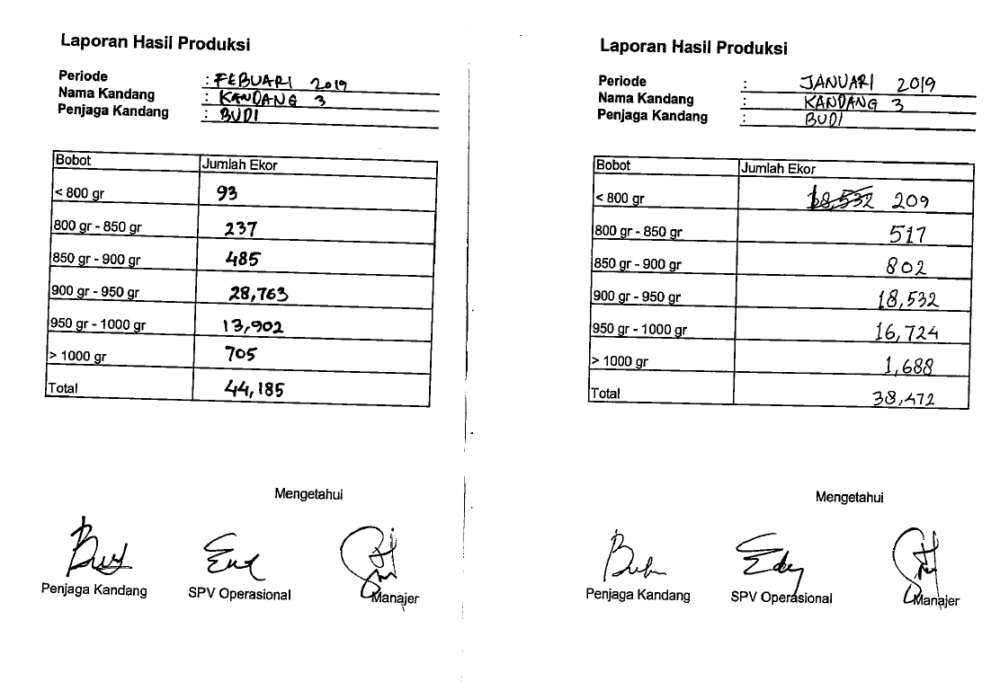 Laporan Hasil Produksi
Periode : FEBUARI 2019
Nama Kandang : KANDANG 3
Penjaga Kandang : BUDI
Bobot Jumlah Ekor
< 800 gr 93
800 gr - 850 gr 237
850 gr - 900 gr 485
900 gr - 950 gr 28,763
950 gr - 1000 gr 13,902
> 1000 gr 705
Total 44,185
Mengetahui
Penjaga Kandang SPV Operasional Manajer
Laporan Hasil Produksi
Periode : JANUARI 2019
Nama Kandang : KANDANG 3
Penjaga Kandang : BUDI
Bobot Jumlah Ekor
< 800 gr 18,532 209
800 gr - 850 gr 517
850 gr - 900 gr 802
900 gr - 950 gr 18,532
950 gr - 1000 gr 16,724
> 1000 gr 1,688
Total 38,472
Mengetahui
Penjaga Kandang SPV Operasional Manajer